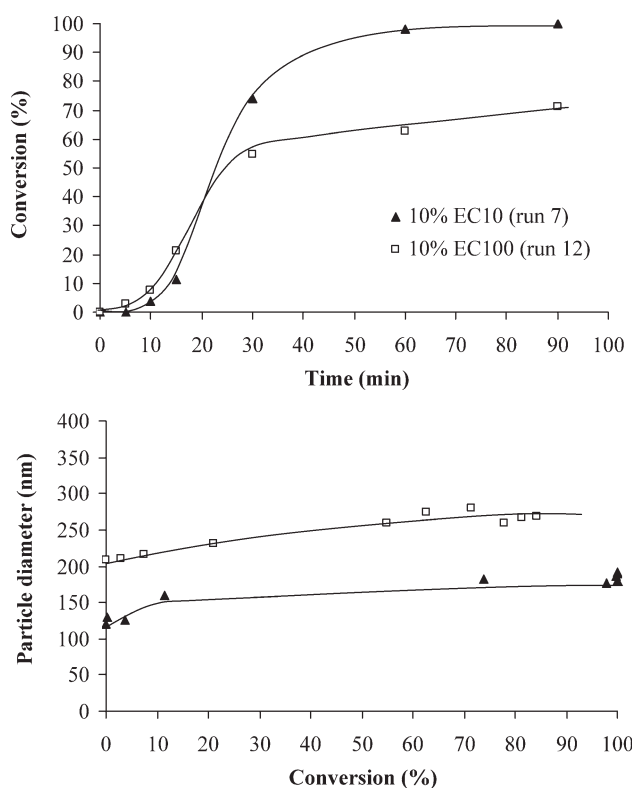 100
90
80
70
60
50
40
30
20
10
0
Conversion (%)
10% EC10 (run 7)
10% EC100 (run 12)
0 10 20 30 40 50 60 70 80 90 100
Time (min)
400
350
300
250
200
150
100
50
0
Particle diameter (nm)
0 10 20 30 40 50 60 70 80 90 100
Conversion (%)